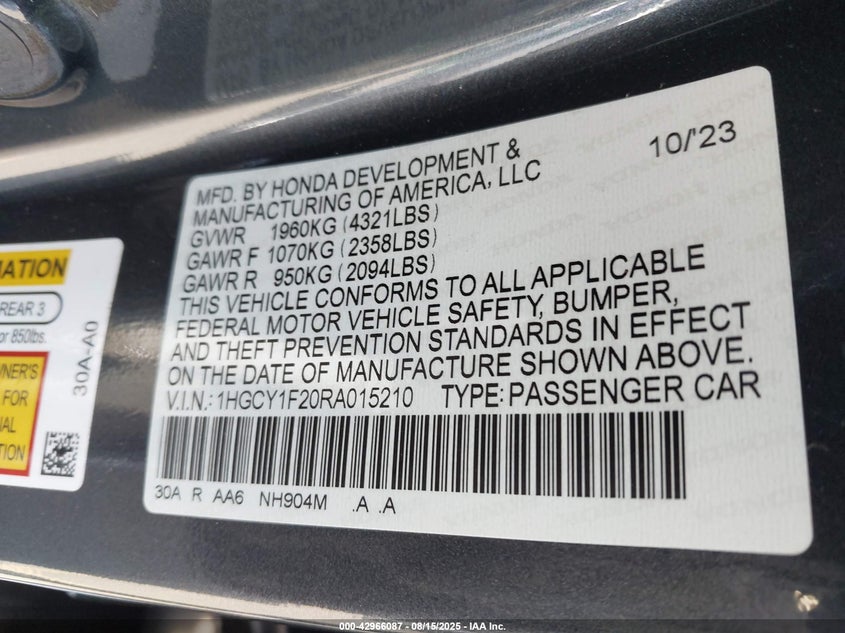 10/'23
MFD. BY HONDA DEVELOPMENT &
MANUFACTURING OF AMERICA, LLC
GVWR 1960KG (4321LBS)
GAWR F 1070KG (2358LBS)
GAWR R 950KG (2094LBS)
THIS VEHICLE CONFORMS TO ALL APPLICABLE
FEDERAL MOTOR VEHICLE SAFETY, BUMPER,
AND THEFT PREVENTION STANDARDS IN EFFECT
ON THE DATE OF MANUFACTURE SHOWN ABOVE.
V.I.N.: 1HGCY1F20RA015210 TYPE: PASSENGER CAR
30A R AA6 NH904M .A .A
REAR 3
or 850lbs.
FOR
30A-A0
000-42966087 - 08/15/2025 - IAA Inc.